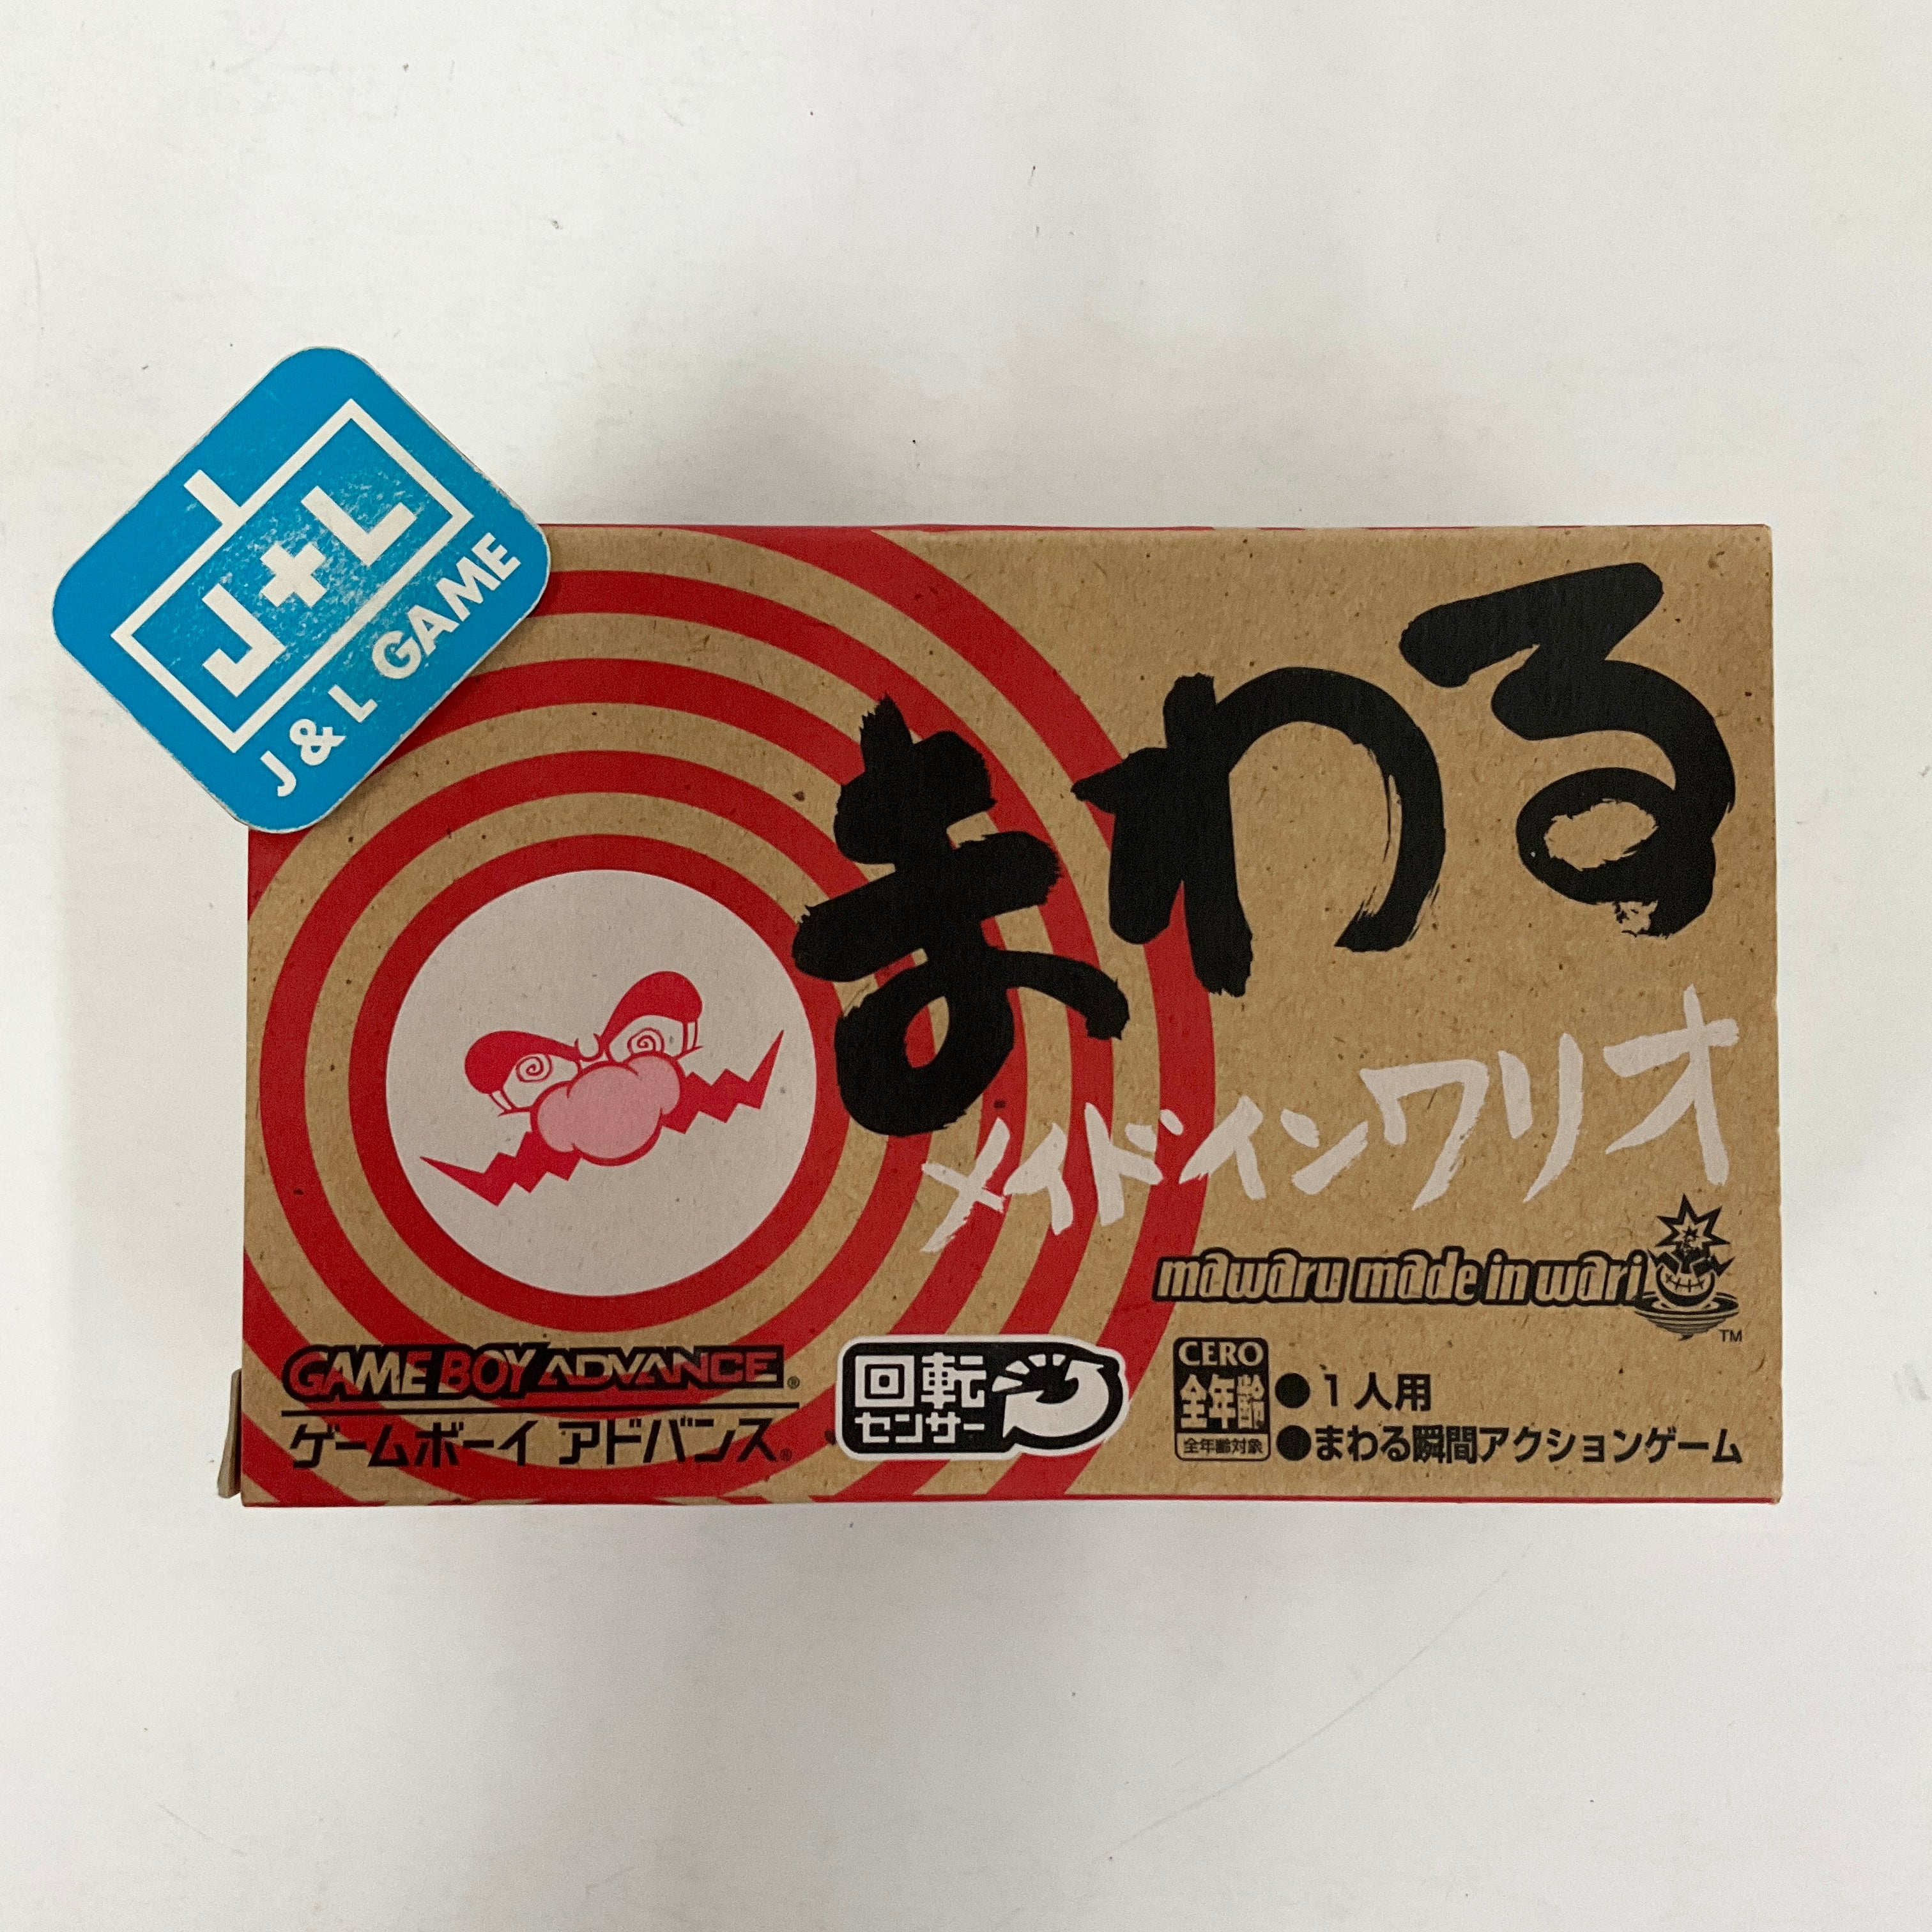 J+L
J & L GAME
まわる
メイドインワリオ
mawaru made in wari
TM
GAME BOY ADVANCE®
ゲームボーイ アドバンス®
回転
センサー
CERO
全年齢
全年齢対象
●1人用
●まわる瞬間アクションゲーム